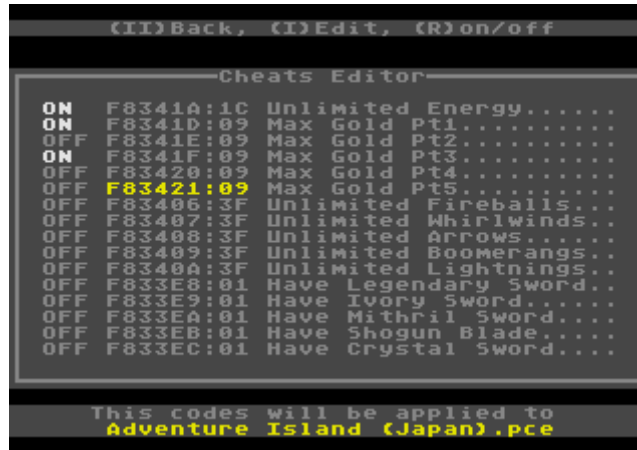 (II)Back, (I)Edit, (R)on/off
Cheats Editor
ON F8341A:1C Unlimited Energy......
ON F8341D:09 Max Gold Pt1..........
OFF F8341E:09 Max Gold Pt2..........
ON F8341F:09 Max Gold Pt3..........
OFF F83420:09 Max Gold Pt4..........
OFF F83421:09 Max Gold Pt5..........
OFF F83406:3F Unlimited Fireballs...
OFF F83407:3F Unlimited Whirlwinds..
OFF F83408:3F Unlimited Arrows......
OFF F83409:3F Unlimited Boomerangs..
OFF F8340A:3F Unlimited Lightnings..
OFF F833E8:01 Have Legendary Sword..
OFF F833E9:01 Have Ivory Sword......
OFF F833EA:01 Have Mithril Sword....
OFF F833EB:01 Have Shogun Blade.....
OFF F833EC:01 Have Crystal Sword....
This codes will be applied to
Adventure Island (Japan).pce